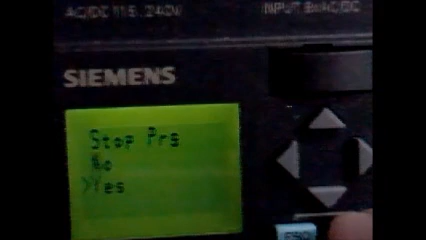 AC/DC 115..240V
INPUT 8xAC/DC
SIEMENS
Stop Prg
No
>Yes
ESC